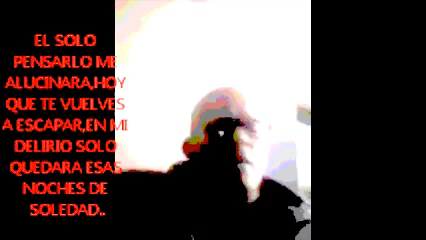 EL SOLO
PENSARLO ME
ALUCINARA,HOY
QUE TE VUELVES
A ESCAPAR,EN MI
DELIRIO SOLO
QUEDARA ESAS
NOCHES DE
SOLEDAD..